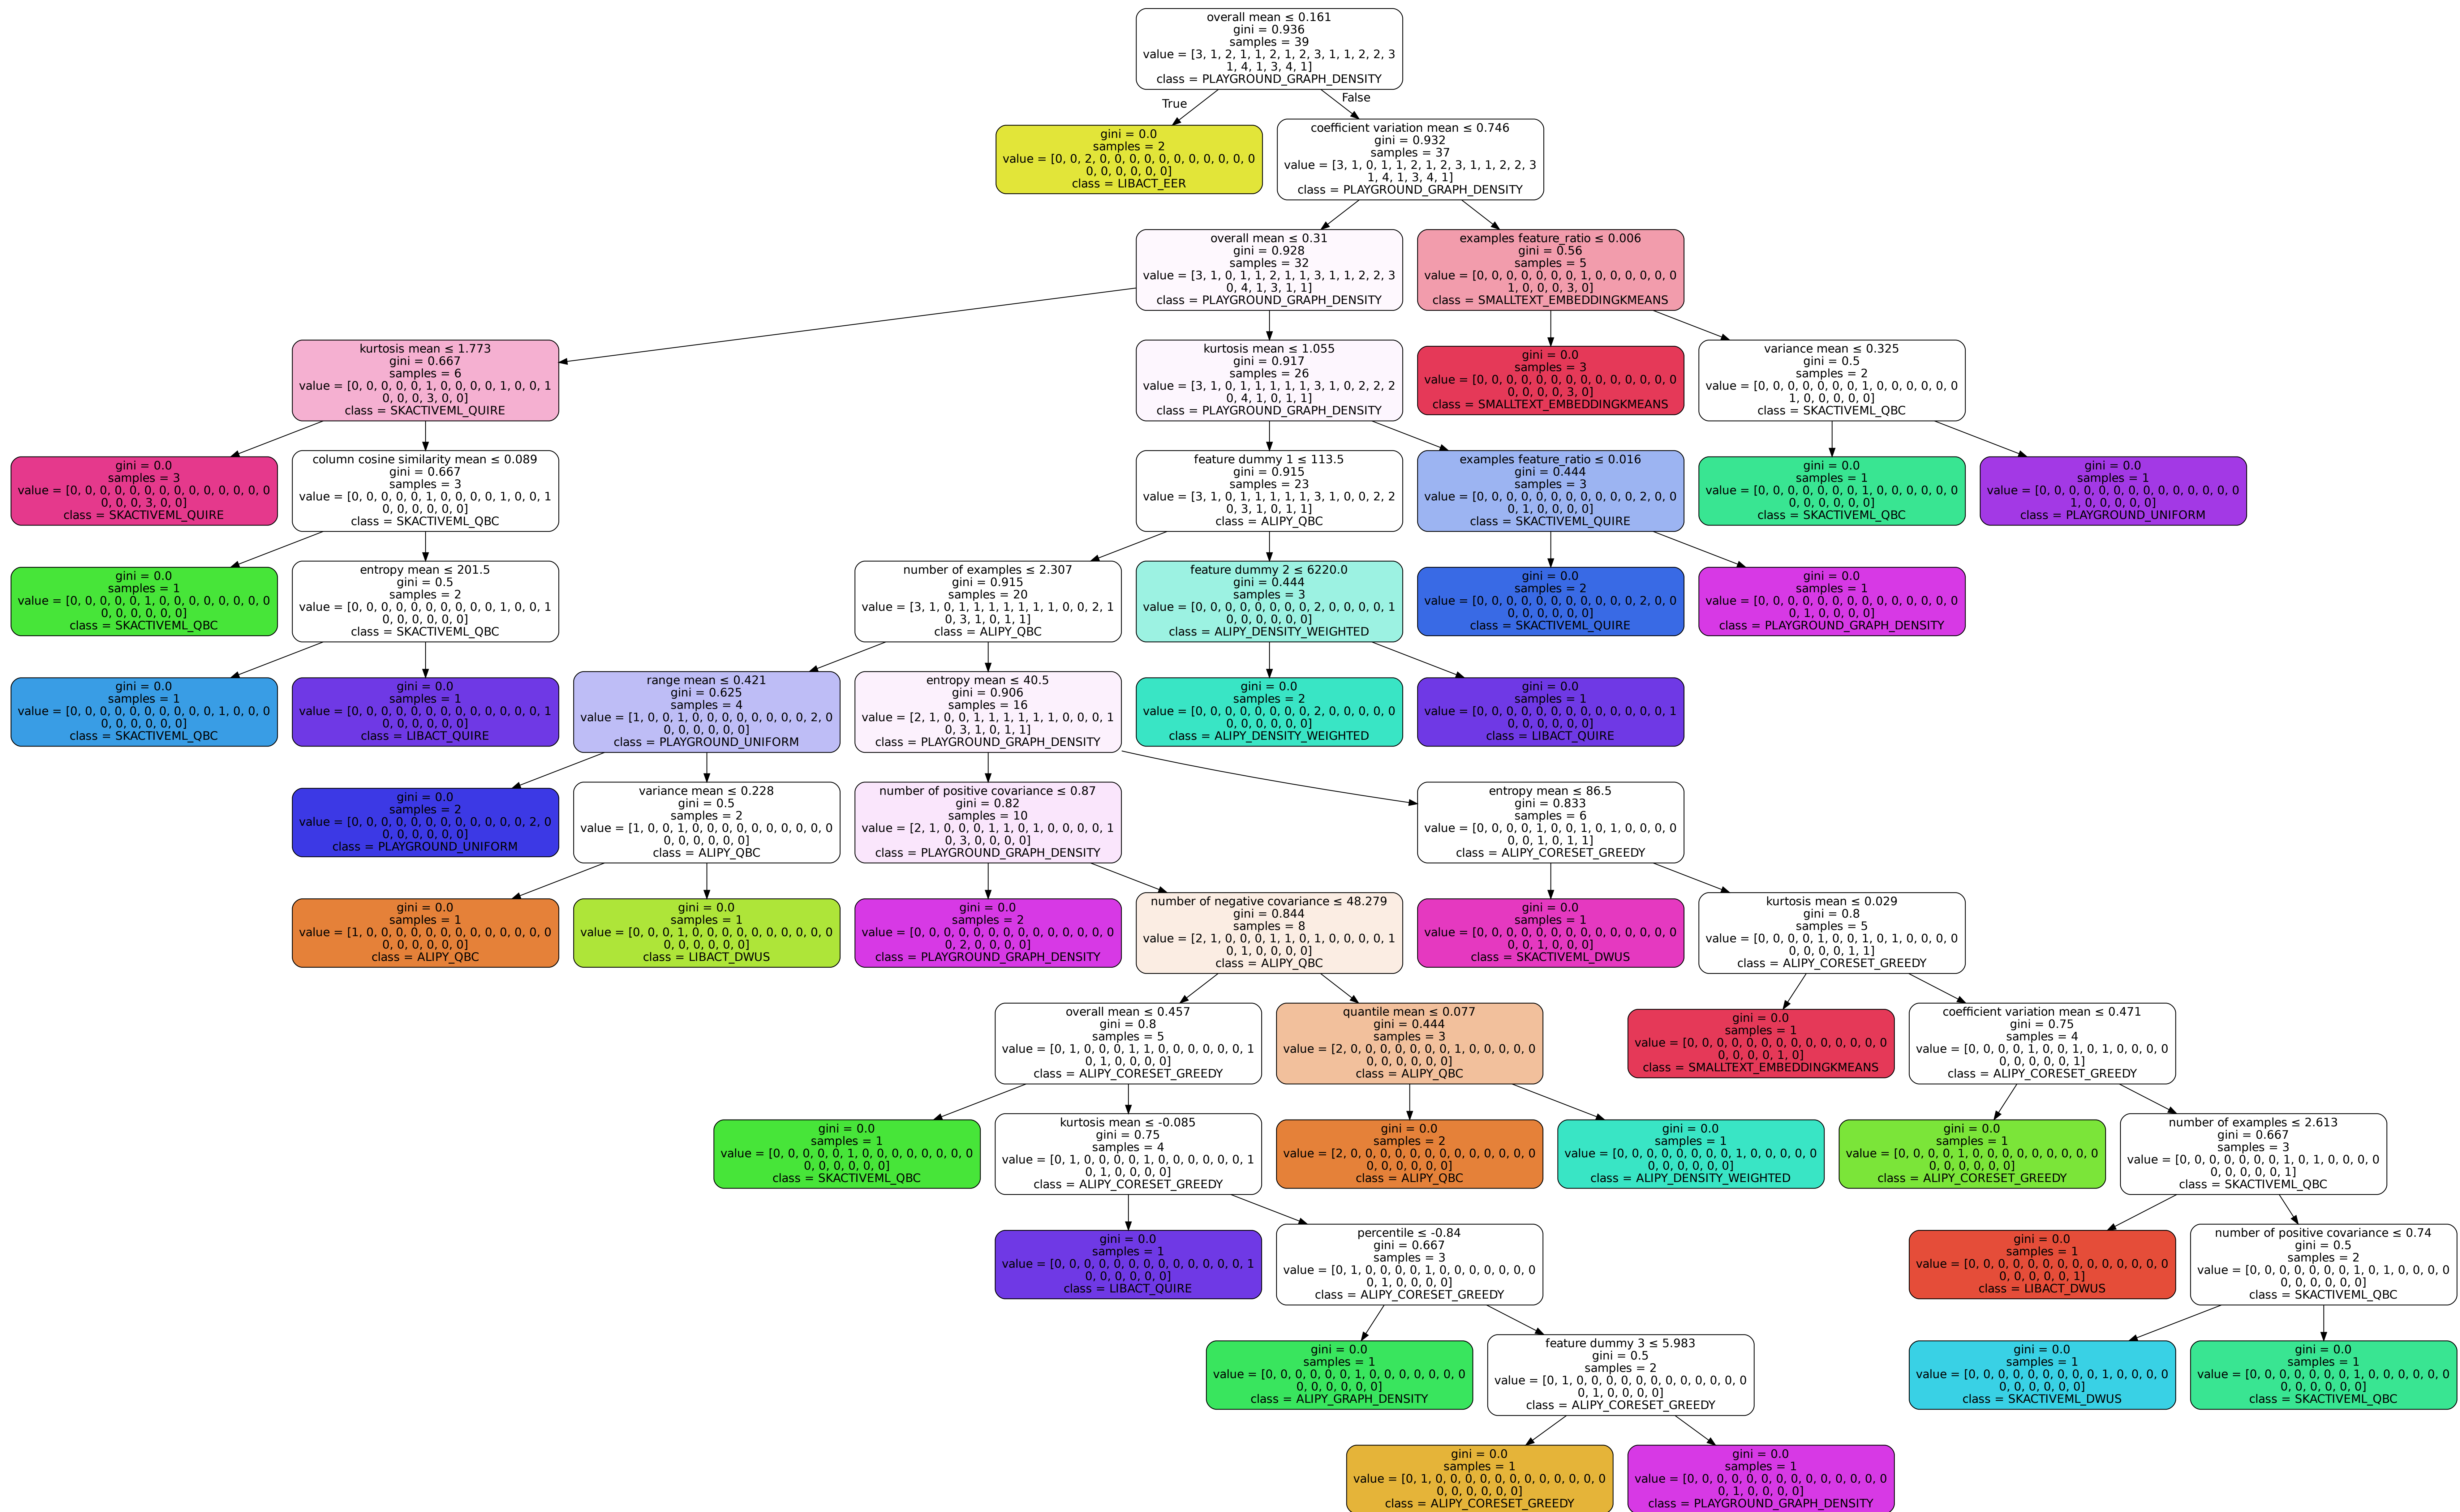 overall mean ≤ 0.161
gini = 0.936
samples = 39
value = [3, 1, 2, 1, 1, 2, 1, 2, 3, 1, 1, 2, 2, 3
1, 4, 1, 3, 4, 1]
class = PLAYGROUND_GRAPH_DENSITY
True
False
gini = 0.0
samples = 2
value = [0, 0, 2, 0, 0, 0, 0, 0, 0, 0, 0, 0, 0, 0
0, 0, 0, 0, 0, 0]
class = LIBACT_EER
coefficient variation mean ≤ 0.746
gini = 0.932
samples = 37
value = [3, 1, 0, 1, 1, 2, 1, 2, 3, 1, 1, 2, 2, 3
1, 4, 1, 3, 4, 1]
class = PLAYGROUND_GRAPH_DENSITY
overall mean ≤ 0.31
gini = 0.928
samples = 32
value = [3, 1, 0, 1, 1, 2, 1, 1, 3, 1, 1, 2, 2, 3
0, 4, 1, 3, 1, 1]
class = PLAYGROUND_GRAPH_DENSITY
examples feature_ratio ≤ 0.006
gini = 0.56
samples = 5
value = [0, 0, 0, 0, 0, 0, 0, 1, 0, 0, 0, 0, 0, 0
1, 0, 0, 0, 3, 0]
class = SMALLTEXT_EMBEDDINGKMEANS
kurtosis mean ≤ 1.773
gini = 0.667
samples = 6
value = [0, 0, 0, 0, 0, 1, 0, 0, 0, 0, 1, 0, 0, 1
0, 0, 0, 3, 0, 0]
class = SKACTIVEML_QUIRE
kurtosis mean ≤ 1.055
gini = 0.917
samples = 26
value = [3, 1, 0, 1, 1, 1, 1, 1, 3, 1, 0, 2, 2, 2
0, 4, 1, 0, 1, 1]
class = PLAYGROUND_GRAPH_DENSITY
gini = 0.0
samples = 3
value = [0, 0, 0, 0, 0, 0, 0, 0, 0, 0, 0, 0, 0, 0
0, 0, 0, 0, 3, 0]
class = SMALLTEXT_EMBEDDINGKMEANS
variance mean ≤ 0.325
gini = 0.5
samples = 2
value = [0, 0, 0, 0, 0, 0, 0, 1, 0, 0, 0, 0, 0, 0
1, 0, 0, 0, 0, 0]
class = SKACTIVEML_QBC
gini = 0.0
samples = 3
value = [0, 0, 0, 0, 0, 0, 0, 0, 0, 0, 0, 0, 0, 0
0, 0, 0, 3, 0, 0]
class = SKACTIVEML_QUIRE
column cosine similarity mean ≤ 0.089
gini = 0.667
samples = 3
value = [0, 0, 0, 0, 0, 1, 0, 0, 0, 0, 1, 0, 0, 1
0, 0, 0, 0, 0, 0]
class = SKACTIVEML_QBC
feature dummy 1 ≤ 113.5
gini = 0.915
samples = 23
value = [3, 1, 0, 1, 1, 1, 1, 1, 3, 1, 0, 0, 2, 2
0, 3, 1, 0, 1, 1]
class = ALIPY_QBC
examples feature_ratio ≤ 0.016
gini = 0.444
samples = 3
value = [0, 0, 0, 0, 0, 0, 0, 0, 0, 0, 0, 2, 0, 0
0, 1, 0, 0, 0, 0]
class = SKACTIVEML_QUIRE
gini = 0.0
samples = 1
value = [0, 0, 0, 0, 0, 0, 0, 1, 0, 0, 0, 0, 0, 0
0, 0, 0, 0, 0, 0]
class = SKACTIVEML_QBC
gini = 0.0
samples = 1
value = [0, 0, 0, 0, 0, 0, 0, 0, 0, 0, 0, 0, 0, 0
1, 0, 0, 0, 0, 0]
class = PLAYGROUND_UNIFORM
gini = 0.0
samples = 1
value = [0, 0, 0, 0, 0, 1, 0, 0, 0, 0, 0, 0, 0, 0
0, 0, 0, 0, 0, 0]
class = SKACTIVEML_QBC
entropy mean ≤ 201.5
gini = 0.5
samples = 2
value = [0, 0, 0, 0, 0, 0, 0, 0, 0, 0, 1, 0, 0, 1
0, 0, 0, 0, 0, 0]
class = SKACTIVEML_QBC
number of examples ≤ 2.307
gini = 0.915
samples = 20
value = [3, 1, 0, 1, 1, 1, 1, 1, 1, 1, 0, 0, 2, 1
0, 3, 1, 0, 1, 1]
class = ALIPY_QBC
feature dummy 2 ≤ 6220.0
gini = 0.444
samples = 3
value = [0, 0, 0, 0, 0, 0, 0, 0, 2, 0, 0, 0, 0, 1
0, 0, 0, 0, 0, 0]
class = ALIPY_DENSITY_WEIGHTED
gini = 0.0
samples = 2
value = [0, 0, 0, 0, 0, 0, 0, 0, 0, 0, 0, 2, 0, 0
0, 0, 0, 0, 0, 0]
class = SKACTIVEML_QUIRE
gini = 0.0
samples = 1
value = [0, 0, 0, 0, 0, 0, 0, 0, 0, 0, 0, 0, 0, 0
0, 1, 0, 0, 0, 0]
class = PLAYGROUND_GRAPH_DENSITY
gini = 0.0
samples = 1
value = [0, 0, 0, 0, 0, 0, 0, 0, 0, 0, 1, 0, 0, 0
0, 0, 0, 0, 0, 0]
class = SKACTIVEML_QBC
gini = 0.0
samples = 1
value = [0, 0, 0, 0, 0, 0, 0, 0, 0, 0, 0, 0, 0, 1
0, 0, 0, 0, 0, 0]
class = LIBACT_QUIRE
range mean ≤ 0.421
gini = 0.625
samples = 4
value = [1, 0, 0, 1, 0, 0, 0, 0, 0, 0, 0, 0, 2, 0
0, 0, 0, 0, 0, 0]
class = PLAYGROUND_UNIFORM
entropy mean ≤ 40.5
gini = 0.906
samples = 16
value = [2, 1, 0, 0, 1, 1, 1, 1, 1, 1, 0, 0, 0, 1
0, 3, 1, 0, 1, 1]
class = PLAYGROUND_GRAPH_DENSITY
gini = 0.0
samples = 2
value = [0, 0, 0, 0, 0, 0, 0, 0, 2, 0, 0, 0, 0, 0
0, 0, 0, 0, 0, 0]
class = ALIPY_DENSITY_WEIGHTED
gini = 0.0
samples = 1
value = [0, 0, 0, 0, 0, 0, 0, 0, 0, 0, 0, 0, 0, 1
0, 0, 0, 0, 0, 0]
class = LIBACT_QUIRE
gini = 0.0
samples = 2
value = [0, 0, 0, 0, 0, 0, 0, 0, 0, 0, 0, 0, 2, 0
0, 0, 0, 0, 0, 0]
class = PLAYGROUND_UNIFORM
variance mean ≤ 0.228
gini = 0.5
samples = 2
value = [1, 0, 0, 1, 0, 0, 0, 0, 0, 0, 0, 0, 0, 0
0, 0, 0, 0, 0, 0]
class = ALIPY_QBC
number of positive covariance ≤ 0.87
gini = 0.82
samples = 10
value = [2, 1, 0, 0, 0, 1, 1, 0, 1, 0, 0, 0, 0, 1
0, 3, 0, 0, 0, 0]
class = PLAYGROUND_GRAPH_DENSITY
entropy mean ≤ 86.5
gini = 0.833
samples = 6
value = [0, 0, 0, 0, 1, 0, 0, 1, 0, 1, 0, 0, 0, 0
0, 0, 1, 0, 1, 1]
class = ALIPY_CORESET_GREEDY
gini = 0.0
samples = 1
value = [1, 0, 0, 0, 0, 0, 0, 0, 0, 0, 0, 0, 0, 0
0, 0, 0, 0, 0, 0]
class = ALIPY_QBC
gini = 0.0
samples = 1
value = [0, 0, 0, 1, 0, 0, 0, 0, 0, 0, 0, 0, 0, 0
0, 0, 0, 0, 0, 0]
class = LIBACT_DWUS
gini = 0.0
samples = 2
value = [0, 0, 0, 0, 0, 0, 0, 0, 0, 0, 0, 0, 0, 0
0, 2, 0, 0, 0, 0]
class = PLAYGROUND_GRAPH_DENSITY
number of negative covariance ≤ 48.279
gini = 0.844
samples = 8
value = [2, 1, 0, 0, 0, 1, 1, 0, 1, 0, 0, 0, 0, 1
0, 1, 0, 0, 0, 0]
class = ALIPY_QBC
gini = 0.0
samples = 1
value = [0, 0, 0, 0, 0, 0, 0, 0, 0, 0, 0, 0, 0, 0
0, 0, 1, 0, 0, 0]
class = SKACTIVEML_DWUS
kurtosis mean ≤ 0.029
gini = 0.8
samples = 5
value = [0, 0, 0, 0, 1, 0, 0, 1, 0, 1, 0, 0, 0, 0
0, 0, 0, 0, 1, 1]
class = ALIPY_CORESET_GREEDY
overall mean ≤ 0.457
gini = 0.8
samples = 5
value = [0, 1, 0, 0, 0, 1, 1, 0, 0, 0, 0, 0, 0, 1
0, 1, 0, 0, 0, 0]
class = ALIPY_CORESET_GREEDY
quantile mean ≤ 0.077
gini = 0.444
samples = 3
value = [2, 0, 0, 0, 0, 0, 0, 0, 1, 0, 0, 0, 0, 0
0, 0, 0, 0, 0, 0]
class = ALIPY_QBC
gini = 0.0
samples = 1
value = [0, 0, 0, 0, 0, 0, 0, 0, 0, 0, 0, 0, 0, 0
0, 0, 0, 0, 1, 0]
class = SMALLTEXT_EMBEDDINGKMEANS
coefficient variation mean ≤ 0.471
gini = 0.75
samples = 4
value = [0, 0, 0, 0, 1, 0, 0, 1, 0, 1, 0, 0, 0, 0
0, 0, 0, 0, 0, 1]
class = ALIPY_CORESET_GREEDY
gini = 0.0
samples = 1
value = [0, 0, 0, 0, 0, 1, 0, 0, 0, 0, 0, 0, 0, 0
0, 0, 0, 0, 0, 0]
class = SKACTIVEML_QBC
kurtosis mean ≤ -0.085
gini = 0.75
samples = 4
value = [0, 1, 0, 0, 0, 0, 1, 0, 0, 0, 0, 0, 0, 1
0, 1, 0, 0, 0, 0]
class = ALIPY_CORESET_GREEDY
gini = 0.0
samples = 2
value = [2, 0, 0, 0, 0, 0, 0, 0, 0, 0, 0, 0, 0, 0
0, 0, 0, 0, 0, 0]
class = ALIPY_QBC
gini = 0.0
samples = 1
value = [0, 0, 0, 0, 0, 0, 0, 0, 1, 0, 0, 0, 0, 0
0, 0, 0, 0, 0, 0]
class = ALIPY_DENSITY_WEIGHTED
gini = 0.0
samples = 1
value = [0, 0, 0, 0, 1, 0, 0, 0, 0, 0, 0, 0, 0, 0
0, 0, 0, 0, 0, 0]
class = ALIPY_CORESET_GREEDY
number of examples ≤ 2.613
gini = 0.667
samples = 3
value = [0, 0, 0, 0, 0, 0, 0, 1, 0, 1, 0, 0, 0, 0
0, 0, 0, 0, 0, 1]
class = SKACTIVEML_QBC
gini = 0.0
samples = 1
value = [0, 0, 0, 0, 0, 0, 0, 0, 0, 0, 0, 0, 0, 1
0, 0, 0, 0, 0, 0]
class = LIBACT_QUIRE
percentile ≤ -0.84
gini = 0.667
samples = 3
value = [0, 1, 0, 0, 0, 0, 1, 0, 0, 0, 0, 0, 0, 0
0, 1, 0, 0, 0, 0]
class = ALIPY_CORESET_GREEDY
gini = 0.0
samples = 1
value = [0, 0, 0, 0, 0, 0, 0, 0, 0, 0, 0, 0, 0, 0
0, 0, 0, 0, 0, 1]
class = LIBACT_DWUS
number of positive covariance ≤ 0.74
gini = 0.5
samples = 2
value = [0, 0, 0, 0, 0, 0, 0, 1, 0, 1, 0, 0, 0, 0
0, 0, 0, 0, 0, 0]
class = SKACTIVEML_QBC
gini = 0.0
samples = 1
value = [0, 0, 0, 0, 0, 0, 1, 0, 0, 0, 0, 0, 0, 0
0, 0, 0, 0, 0, 0]
class = ALIPY_GRAPH_DENSITY
feature dummy 3 ≤ 5.983
gini = 0.5
samples = 2
value = [0, 1, 0, 0, 0, 0, 0, 0, 0, 0, 0, 0, 0, 0
0, 1, 0, 0, 0, 0]
class = ALIPY_CORESET_GREEDY
gini = 0.0
samples = 1
value = [0, 0, 0, 0, 0, 0, 0, 0, 0, 1, 0, 0, 0, 0
0, 0, 0, 0, 0, 0]
class = SKACTIVEML_DWUS
gini = 0.0
samples = 1
value = [0, 0, 0, 0, 0, 0, 0, 1, 0, 0, 0, 0, 0, 0
0, 0, 0, 0, 0, 0]
class = SKACTIVEML_QBC
gini = 0.0
samples = 1
value = [0, 1, 0, 0, 0, 0, 0, 0, 0, 0, 0, 0, 0, 0
0, 0, 0, 0, 0, 0]
class = ALIPY_CORESET_GREEDY
gini = 0.0
samples = 1
value = [0, 0, 0, 0, 0, 0, 0, 0, 0, 0, 0, 0, 0, 0
0, 1, 0, 0, 0, 0]
class = PLAYGROUND_GRAPH_DENSITY